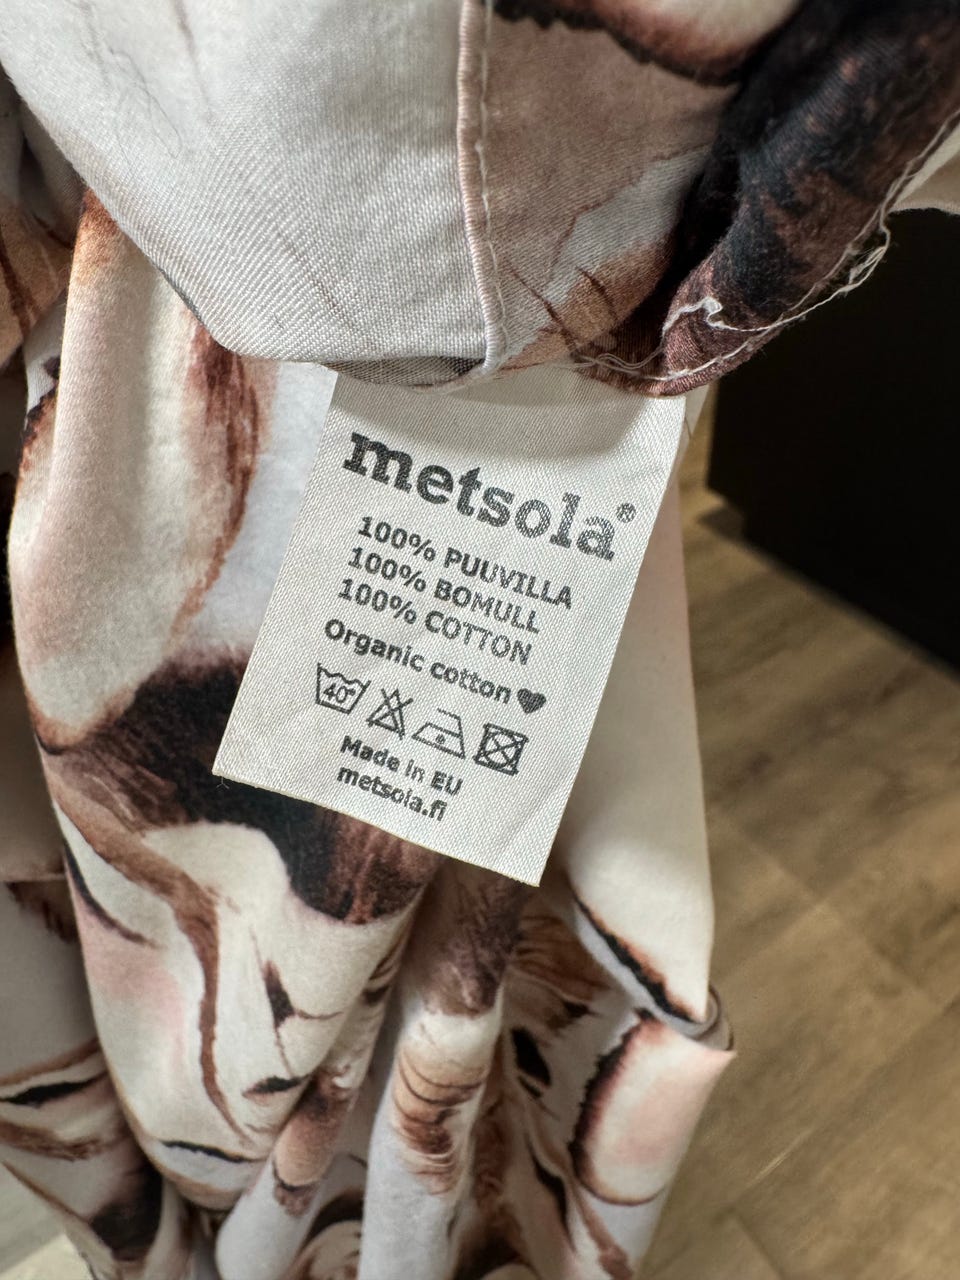 metsola®
100% PUUVILLA
100% BOMULL
100% COTTON
Organic cotton♥
40°
Made in EU
metsola.fi